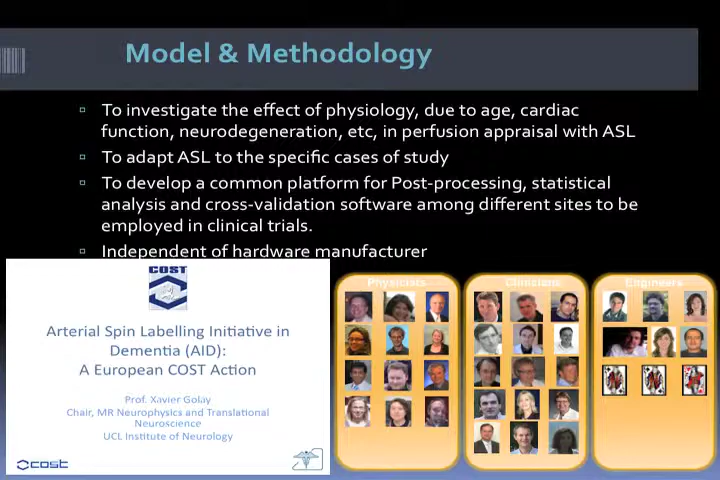 Model & Methodology
To investigate the effect of physiology, due to age, cardiac
function, neurodegeneration, etc, in perfusion appraisal with ASL
To adapt ASL to the specific cases of study
To develop a common platform for Post-processing, statistical
analysis and cross-validation software among different sites to be
employed in clinical trials.
Independent of hardware manufacturer
COST
Arterial Spin Labelling Initiative in
Dementia (AID):
A European COST Action
Prof. Xavier Golay
Chair, MR Neurophysics and Translational
Neuroscience
UCL Institute of Neurology
cost
Physicists
Clinicians
Engineers